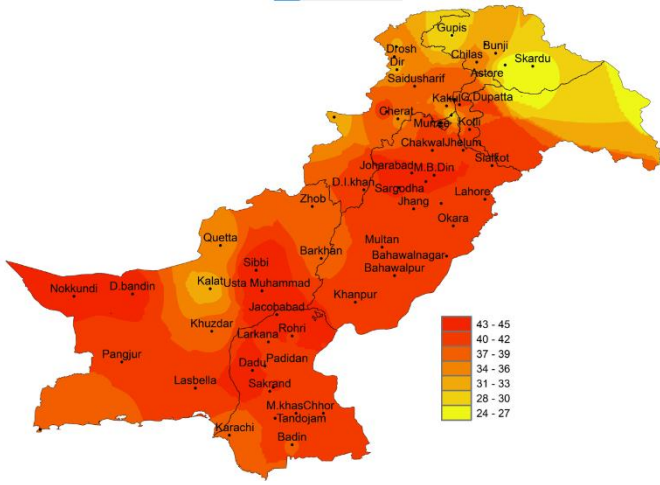 Gupis
Drosh
Bunji
Chilas
Dir
Skardu
Astore
Saidusharif
Kakul
G.Dupatta
Cherat
Murree
Kotli
Chakwal
Jhelum
Sialkot
Joharabad
M.B.Din
D.I.khan
Sargodha
Lahore
Zhob
Jhang
Okara
Quetta
Multan
Barkhan
Bahawalnagar
Sibbi
Bahawalpur
Nokkundi
D.bandin
Kalat
Usta Muhammad
Khanpur
Jacobabad
Khuzdar
Larkana
Rohri
Pangjur
Dadu
Padidan
Lasbella
Sakrand
M.khas
Chhor
Tandojam
Karachi
Badin
43 - 45
40 - 42
37 - 39
34 - 36
31 - 33
28 - 30
24 - 27